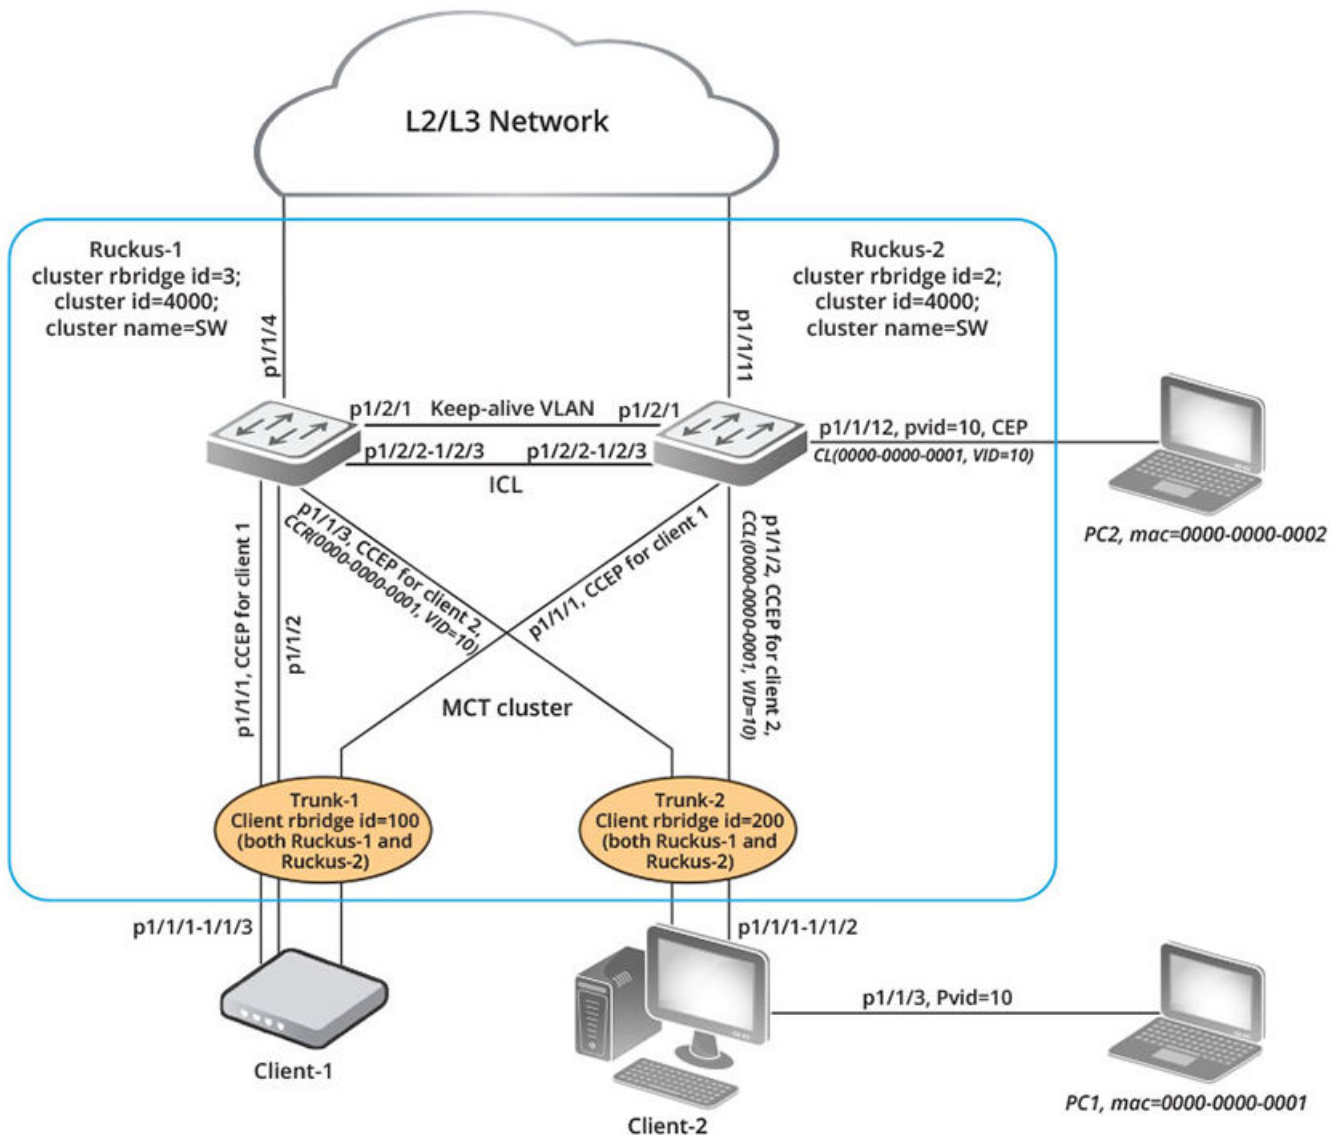 L2/L3 Network
Ruckus-1
cluster rbridge id=3;
cluster id=4000;
cluster name=SW
Ruckus-2
cluster rbridge id=2;
cluster id=4000;
cluster name=SW
p1/1/4
p1/1/11
p1/2/1
Keep-alive VLAN
p1/2/1
p1/2/2-1/2/3
p1/2/2-1/2/3
ICL
p1/1/12, pvid=10, CEP
CL(0000-0000-0001, VID=10)
PC2, mac=0000-0000-0002
p1/1/1, CCEP for client 1
p1/1/2
p1/1/3, CCEP for client 2,
CCR(0000-0000-0001, VID=10)
p1/1/1, CCEP for client 1
p1/1/2, CCEP for client 2,
CCL(0000-0000-0001, VID=10)
MCT cluster
Trunk-1
Client rbridge id=100
(both Ruckus-1 and
Ruckus-2)
Trunk-2
Client rbridge id=200
(both Ruckus-1 and
Ruckus-2)
p1/1/1-1/1/3
p1/1/1-1/1/2
p1/1/3, Pvid=10
Client-1
Client-2
PC1, mac=0000-0000-0001